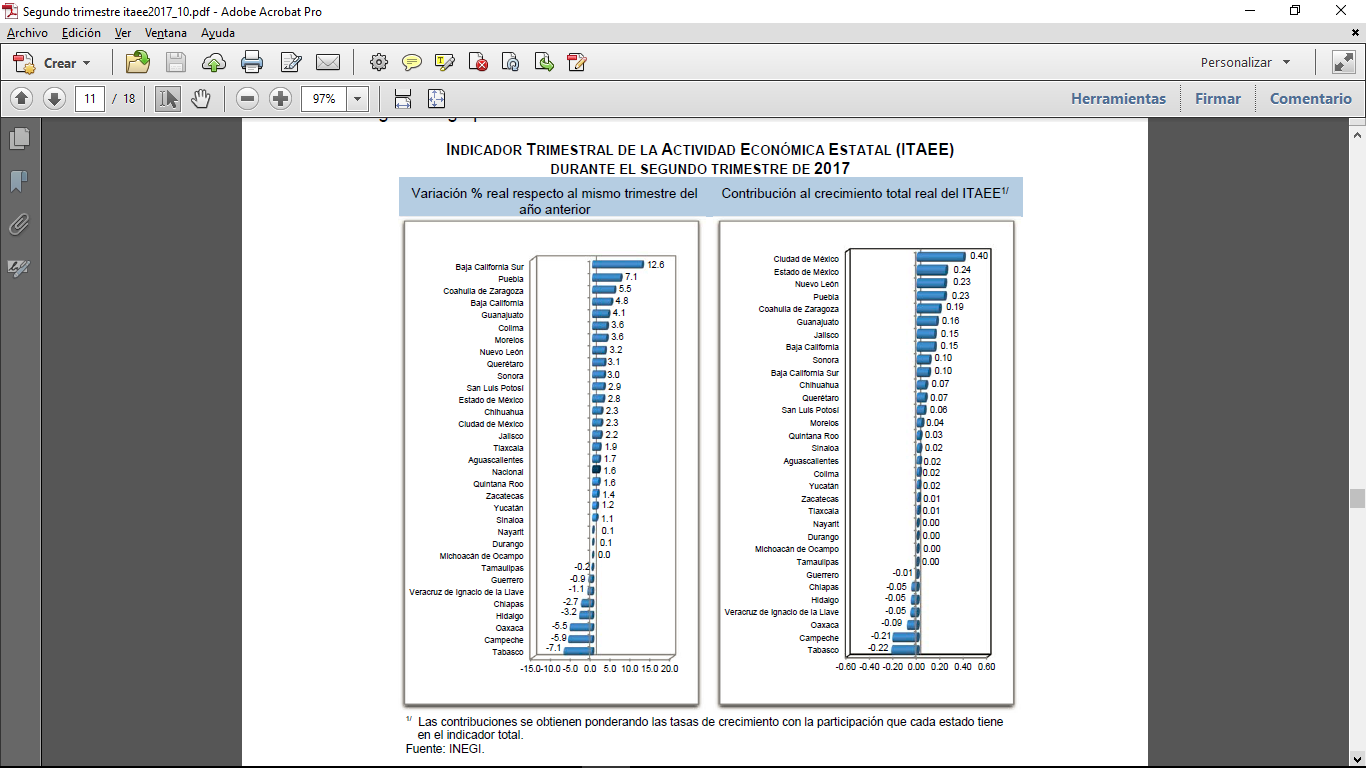 Segundo trimestre itaee2017_10.pdf - Adobe Acrobat Pro
Archivo Edición Ver Ventana Ayuda
Crear
Personalizar
11 / 18
97%
Herramientas
Firmar
Comentario
INDICADOR TRIMESTRAL DE LA ACTIVIDAD ECONÓMICA ESTATAL (ITAEE)
DURANTE EL SEGUNDO TRIMESTRE DE 2017
Variación % real respecto al mismo trimestre del
año anterior
Contribución al crecimiento total real del ITAEE1/
Baja California Sur 12.6
Puebla 7.1
Coahuila de Zaragoza 5.5
Baja California 4.8
Guanajuato 4.1
Colima 3.6
Morelos 3.6
Nuevo León 3.2
Querétaro 3.1
Sonora 3.0
San Luis Potosí 2.9
Estado de México 2.8
Chihuahua 2.3
Ciudad de México 2.3
Jalisco 2.2
Tlaxcala 1.9
Aguascalientes 1.7
Nacional 1.6
Quintana Roo 1.6
Zacatecas 1.4
Yucatán 1.2
Sinaloa 1.1
Nayarit 0.1
Durango 0.1
Michoacán de Ocampo 0.0
Tamaulipas -0.2
Guerrero -0.9
Veracruz de Ignacio de la Llave -1.1
Chiapas -2.7
Hidalgo -3.2
Oaxaca -5.5
Campeche -5.9
Tabasco -7.1
-15.0 -10.0 -5.0 0.0 5.0 10.0 15.0 20.0
Ciudad de México 0.40
Estado de México 0.24
Nuevo León 0.23
Puebla 0.23
Coahuila de Zaragoza 0.19
Guanajuato 0.16
Jalisco 0.15
Baja California 0.15
Sonora 0.10
Baja California Sur 0.10
Chihuahua 0.07
Querétaro 0.07
San Luis Potosí 0.06
Morelos 0.04
Quintana Roo 0.03
Sinaloa 0.02
Aguascalientes 0.02
Colima 0.02
Yucatán 0.02
Zacatecas 0.01
Tlaxcala 0.01
Nayarit 0.00
Durango 0.00
Michoacán de Ocampo 0.00
Tamaulipas 0.00
Guerrero -0.01
Chiapas -0.05
Hidalgo -0.05
Veracruz de Ignacio de la Llave -0.05
Oaxaca -0.09
Campeche -0.21
Tabasco -0.22
-0.60 -0.40 -0.20 0.00 0.20 0.40 0.60
1/ Las contribuciones se obtienen ponderando las tasas de crecimiento con la participación que cada estado tiene
en el indicador total.
Fuente: INEGI.